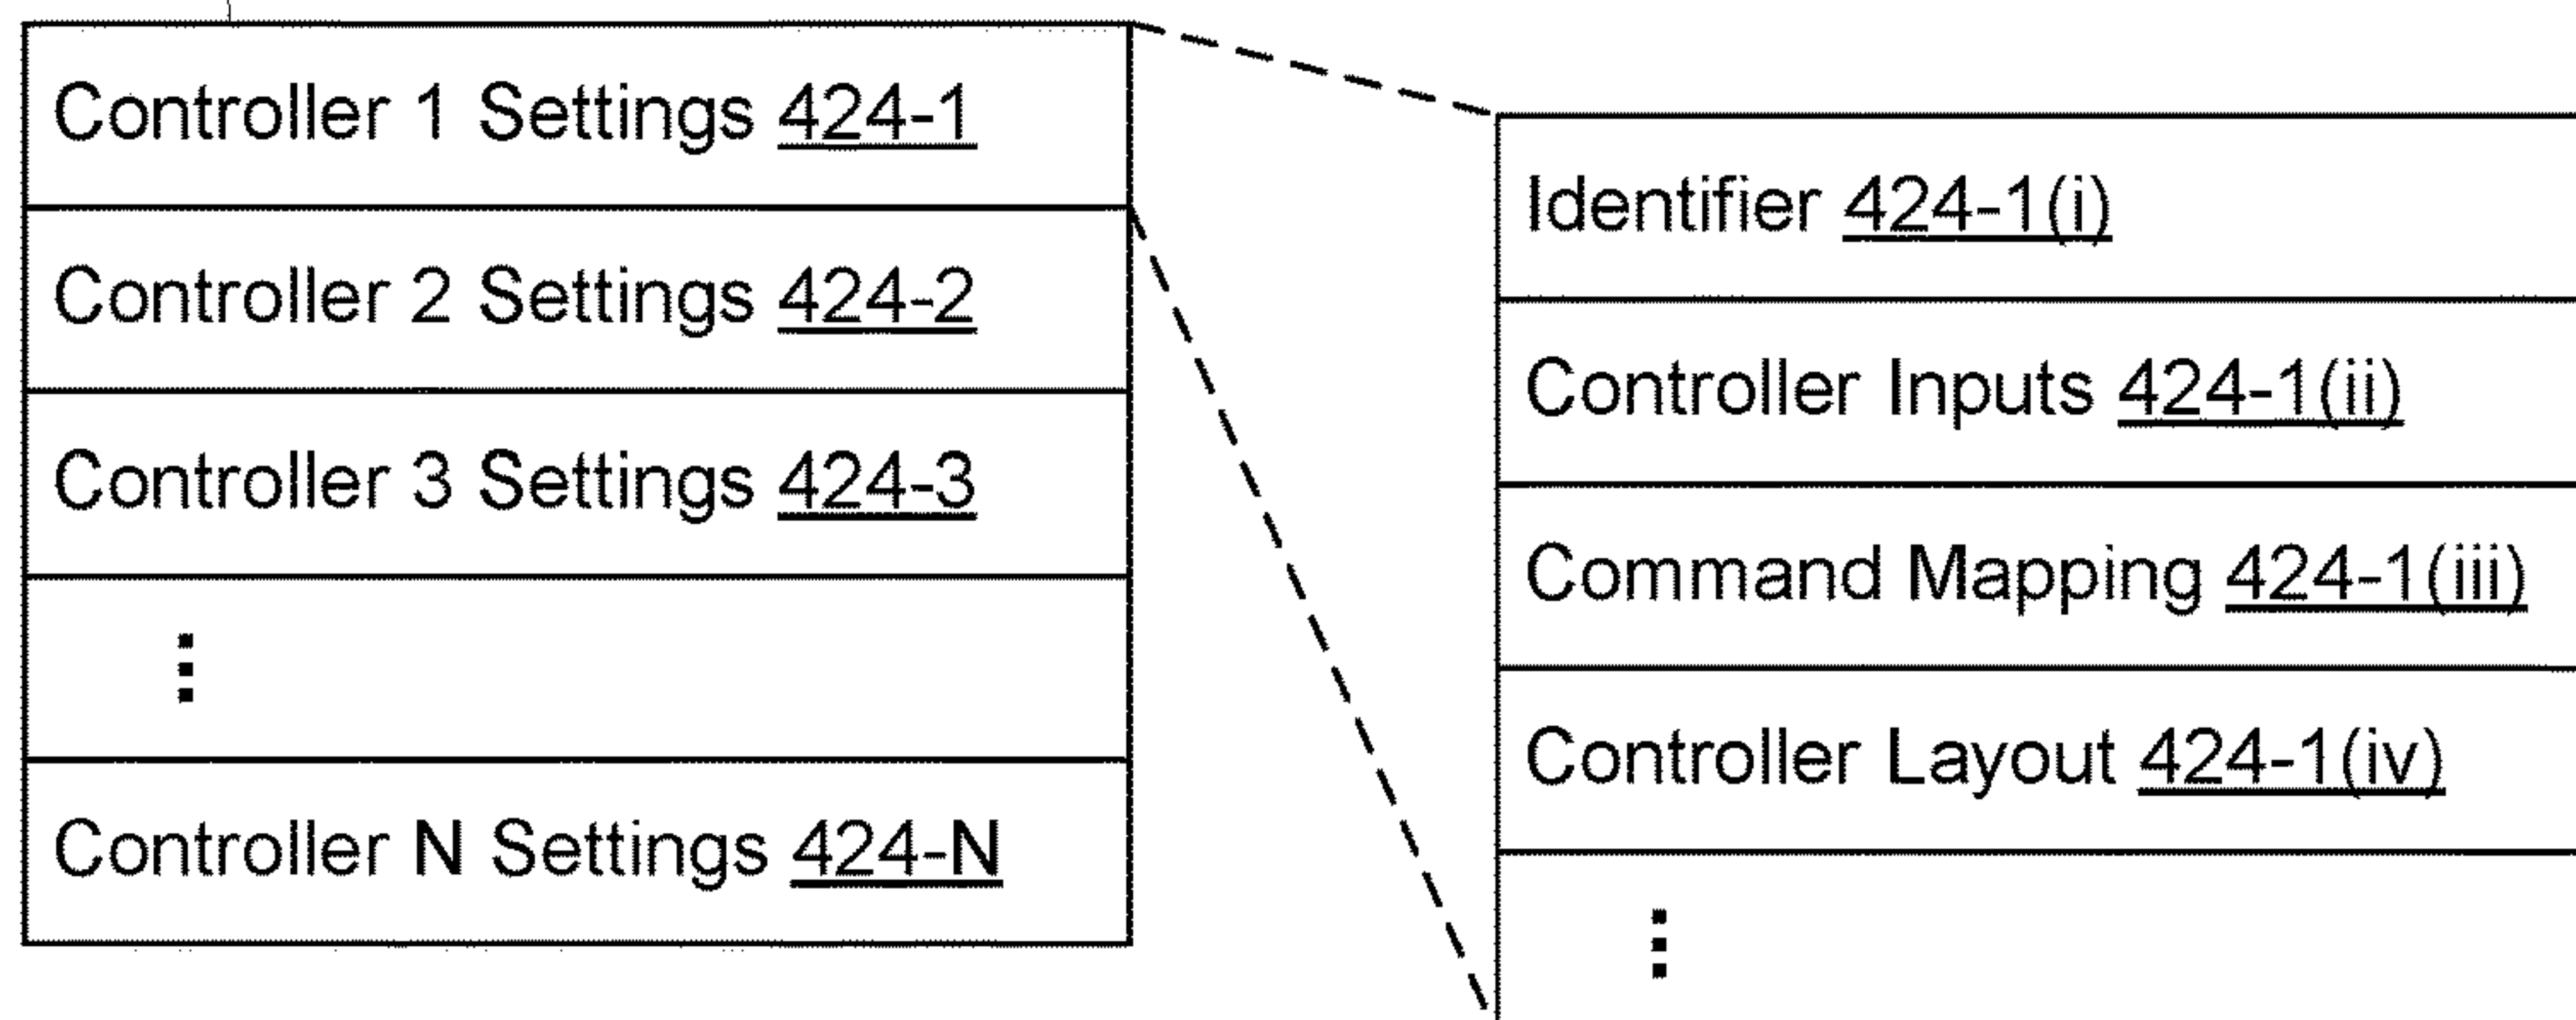 Controller 1 Settings 424-1
Controller 2 Settings 424-2
Controller 3 Settings 424-3
⋮
Controller N Settings 424-N
Identifier 424-1(i)
Controller Inputs 424-1(ii)
Command Mapping 424-1(iii)
Controller Layout 424-1(iv)
⋮